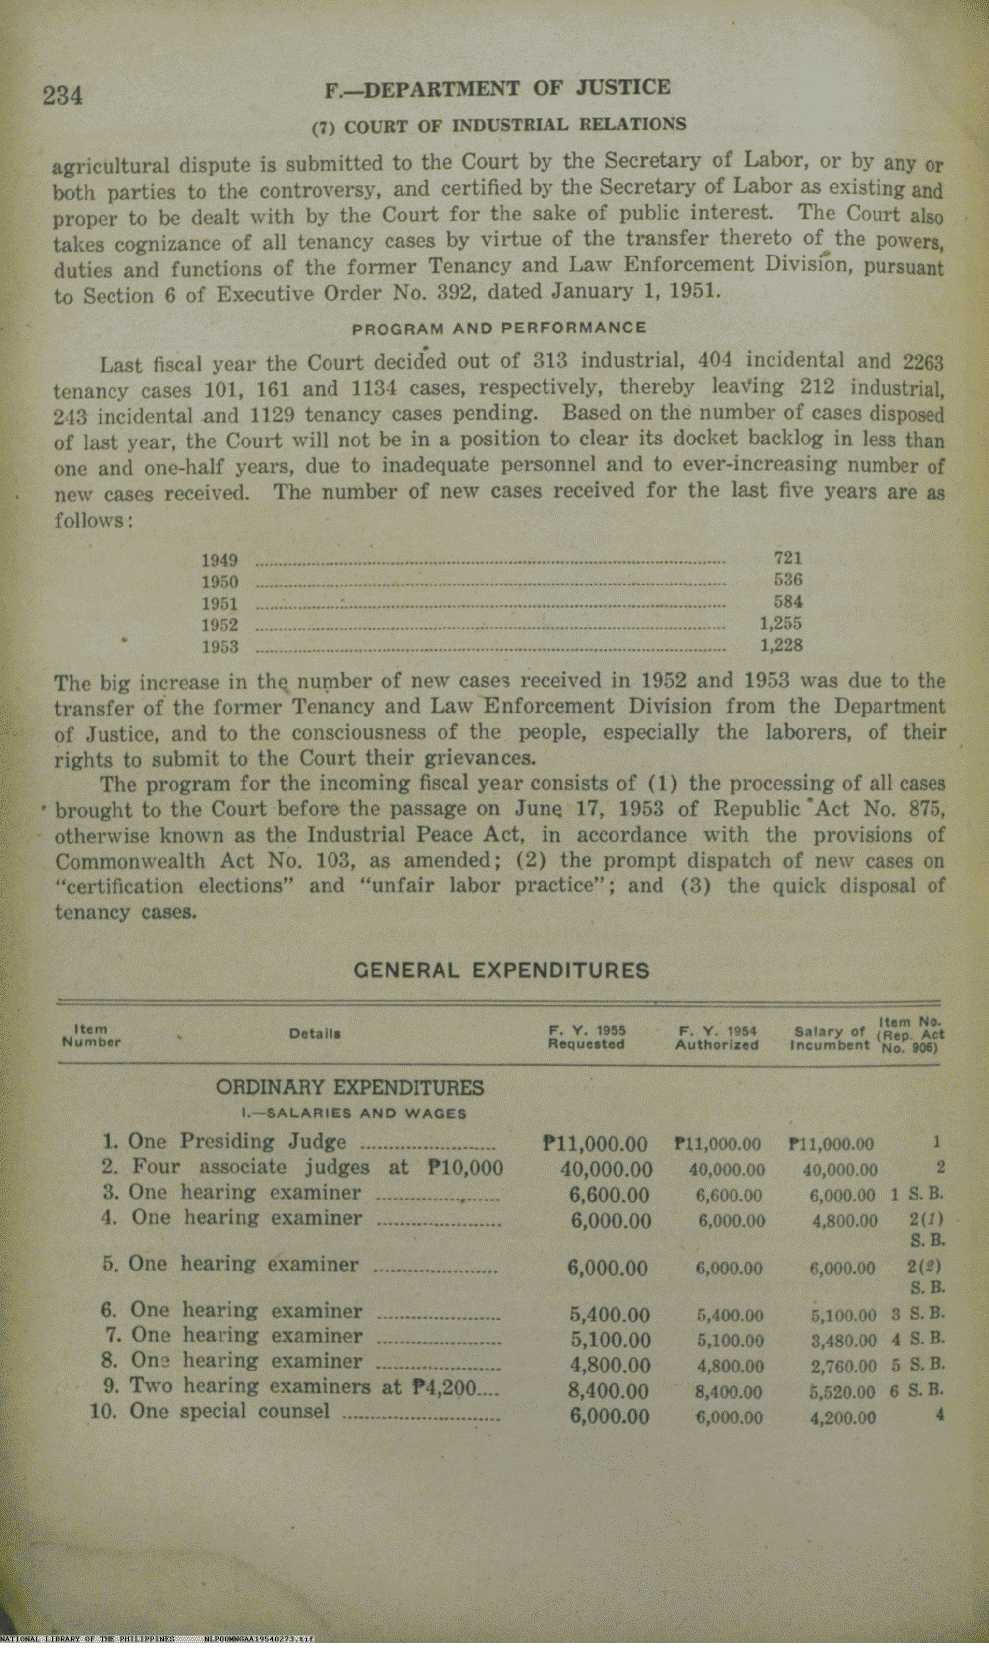 234
F.—DEPARTMENT OF JUSTICE
(7) COURT OF INDUSTRIAL RELATIONS
agricultural dispute is submitted to the Court by the Secretary of Labor, or by any or
both parties to the controversy, and certified by the Secretary of Labor as existing and
proper to be dealt with by the Court for the sake of public interest. The Court also
takes cognizance of all tenancy cases by virtue of the transfer thereto of the powers,
duties and functions of the former Tenancy and Law Enforcement Division, pursuant
to Section 6 of Executive Order No. 392, dated January 1, 1951.
PROGRAM AND PERFORMANCE
Last fiscal year the Court decided out of 313 industrial, 404 incidental and 2263
tenancy cases 101, 161 and 1134 cases, respectively, thereby leaving 212 industrial,
243 incidental and 1129 tenancy cases pending. Based on the number of cases disposed
of last year, the Court will not be in a position to clear its docket backlog in less than
one and one-half years, due to inadequate personnel and to ever-increasing number of
new cases received. The number of new cases received for the last five years are as
follows:
1949 ........ 721
1950 ........ 536
1951 ........ 584
1952 ........ 1,255
1953 ........ 1,228
The big increase in the number of new cases received in 1952 and 1953 was due to the
transfer of the former Tenancy and Law Enforcement Division from the Department
of Justice, and to the consciousness of the people, especially the laborers, of their
rights to submit to the Court their grievances.
The program for the incoming fiscal year consists of (1) the processing of all cases
brought to the Court before the passage on June 17, 1953 of Republic Act No. 875,
otherwise known as the Industrial Peace Act, in accordance with the provisions of
Commonwealth Act No. 103, as amended; (2) the prompt dispatch of new cases on
"certification elections" and "unfair labor practice"; and (3) the quick disposal of
tenancy cases.
GENERAL EXPENDITURES
Item Number Details F. Y. 1955 Requested F. Y. 1954 Authorized Salary of Incumbent Item No. (Rep. Act No. 906)
ORDINARY EXPENDITURES
I.—SALARIES AND WAGES
1. One Presiding Judge ........ ₱11,000.00 ₱11,000.00 ₱11,000.00 1
2. Four associate judges at ₱10,000 40,000.00 40,000.00 40,000.00 2
3. One hearing examiner ........ 6,600.00 6,600.00 6,000.00 1 S. B.
4. One hearing examiner ........ 6,000.00 6,000.00 4,800.00 2(1)
S. B.
5. One hearing examiner ........ 6,000.00 6,000.00 6,000.00 2(2)
S. B.
6. One hearing examiner ........ 5,400.00 5,400.00 5,100.00 3 S. B.
7. One hearing examiner ........ 5,100.00 5,100.00 3,480.00 4 S. B.
8. One hearing examiner ........ 4,800.00 4,800.00 2,760.00 5 S. B.
9. Two hearing examiners at ₱4,200.... 8,400.00 8,400.00 5,520.00 6 S. B.
10. One special counsel ........ 6,000.00 6,000.00 4,200.00 4
NATIONAL LIBRARY OF THE PHILIPPINES NLP00MNGAA19540273.tif